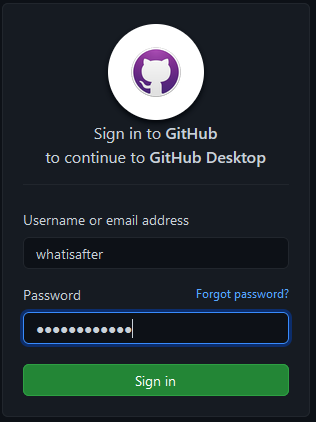 Sign in to GitHub
to continue to GitHub Desktop
Username or email address
whatisafter
Password Forgot password?
●●●●●●●●●●●●
Sign in